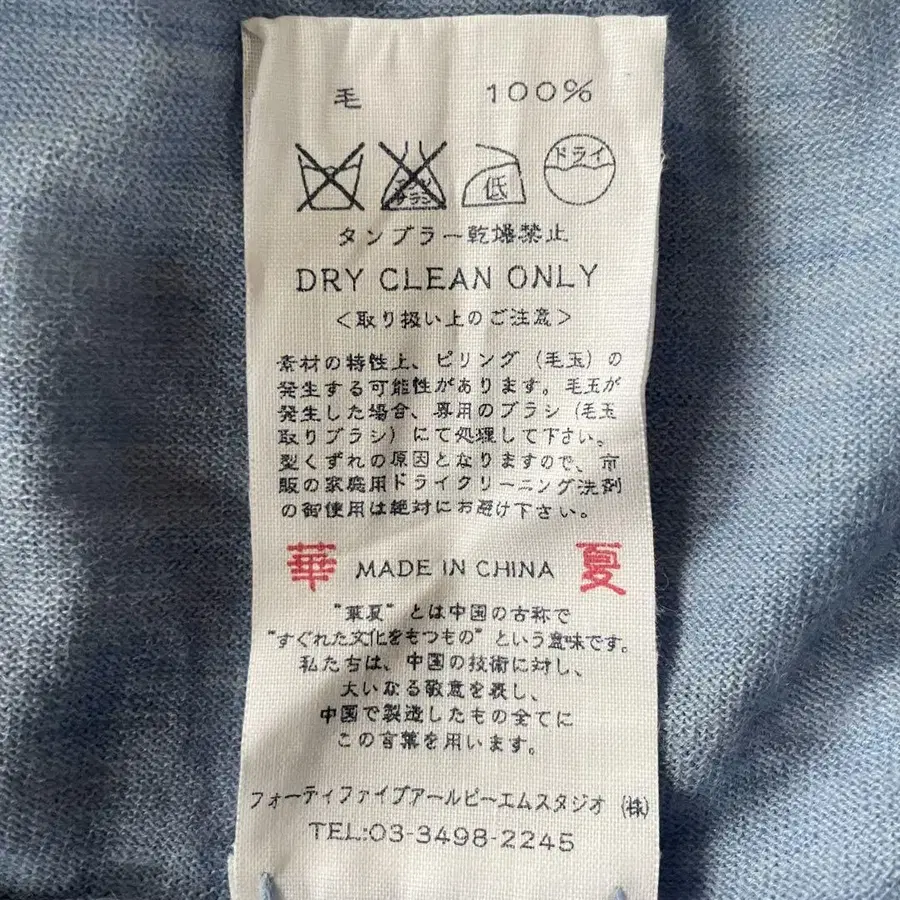 毛 100%
低 ドライ
タンブラー乾燥禁止
DRY CLEAN ONLY
<取り扱い上のご注意>
素材の特性上、ピリング（毛玉）の
発生する可能性があります。毛玉が
発生した場合、専用のブラシ（毛玉
取りブラシ）にて処理して下さい。
型くずれの原因となりますので、市
販の家庭用ドライクリーニング洗剤
の御使用は絶対にお避け下さい。
華 MADE IN CHINA 夏
"華夏" とは中国の古称で
"すぐれた文化をもつもの" という意味です。
私たちは、中国の技術に対し、
大いなる敬意を表し、
中国で製造したもの全てに
この言葉を用います。
フォーティファイブアールピーエムスタジオ（株）
TEL:03-3498-2245